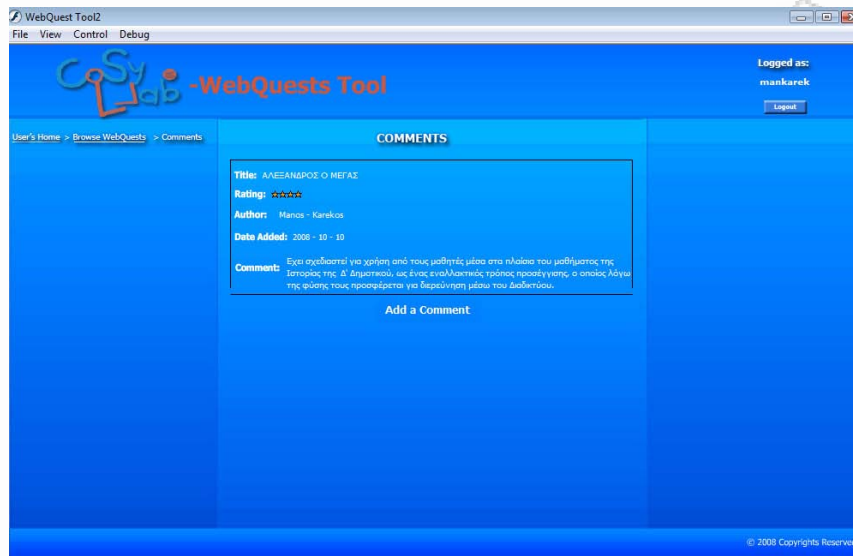 WebQuest Tool2
File View Control Debug
CoSy Lab -WebQuests Tool
Logged as:
mankarek
Logout
User's Home > Browse WebQuests > Comments
COMMENTS
Title: ΑΛΕΞΑΝΔΡΟΣ Ο ΜΕΓΑΣ
Rating:
Author: Manos - Karekos
Date Added: 2008 - 10 - 10
Comment: Εχει σχεδιαστεί για χρήση από τους μαθητές μέσα στα πλαίσια του μαθήματος της
Ιστορίας της Δ' Δημοτικού, ως ένας εναλλακτικός τρόπος προσέγγισης, ο οποίος λόγω
της φύσης τους προσφέρεται για διερεύνηση μέσω του Διαδικτύου.
Add a Comment
© 2008 Copyrights Reserve